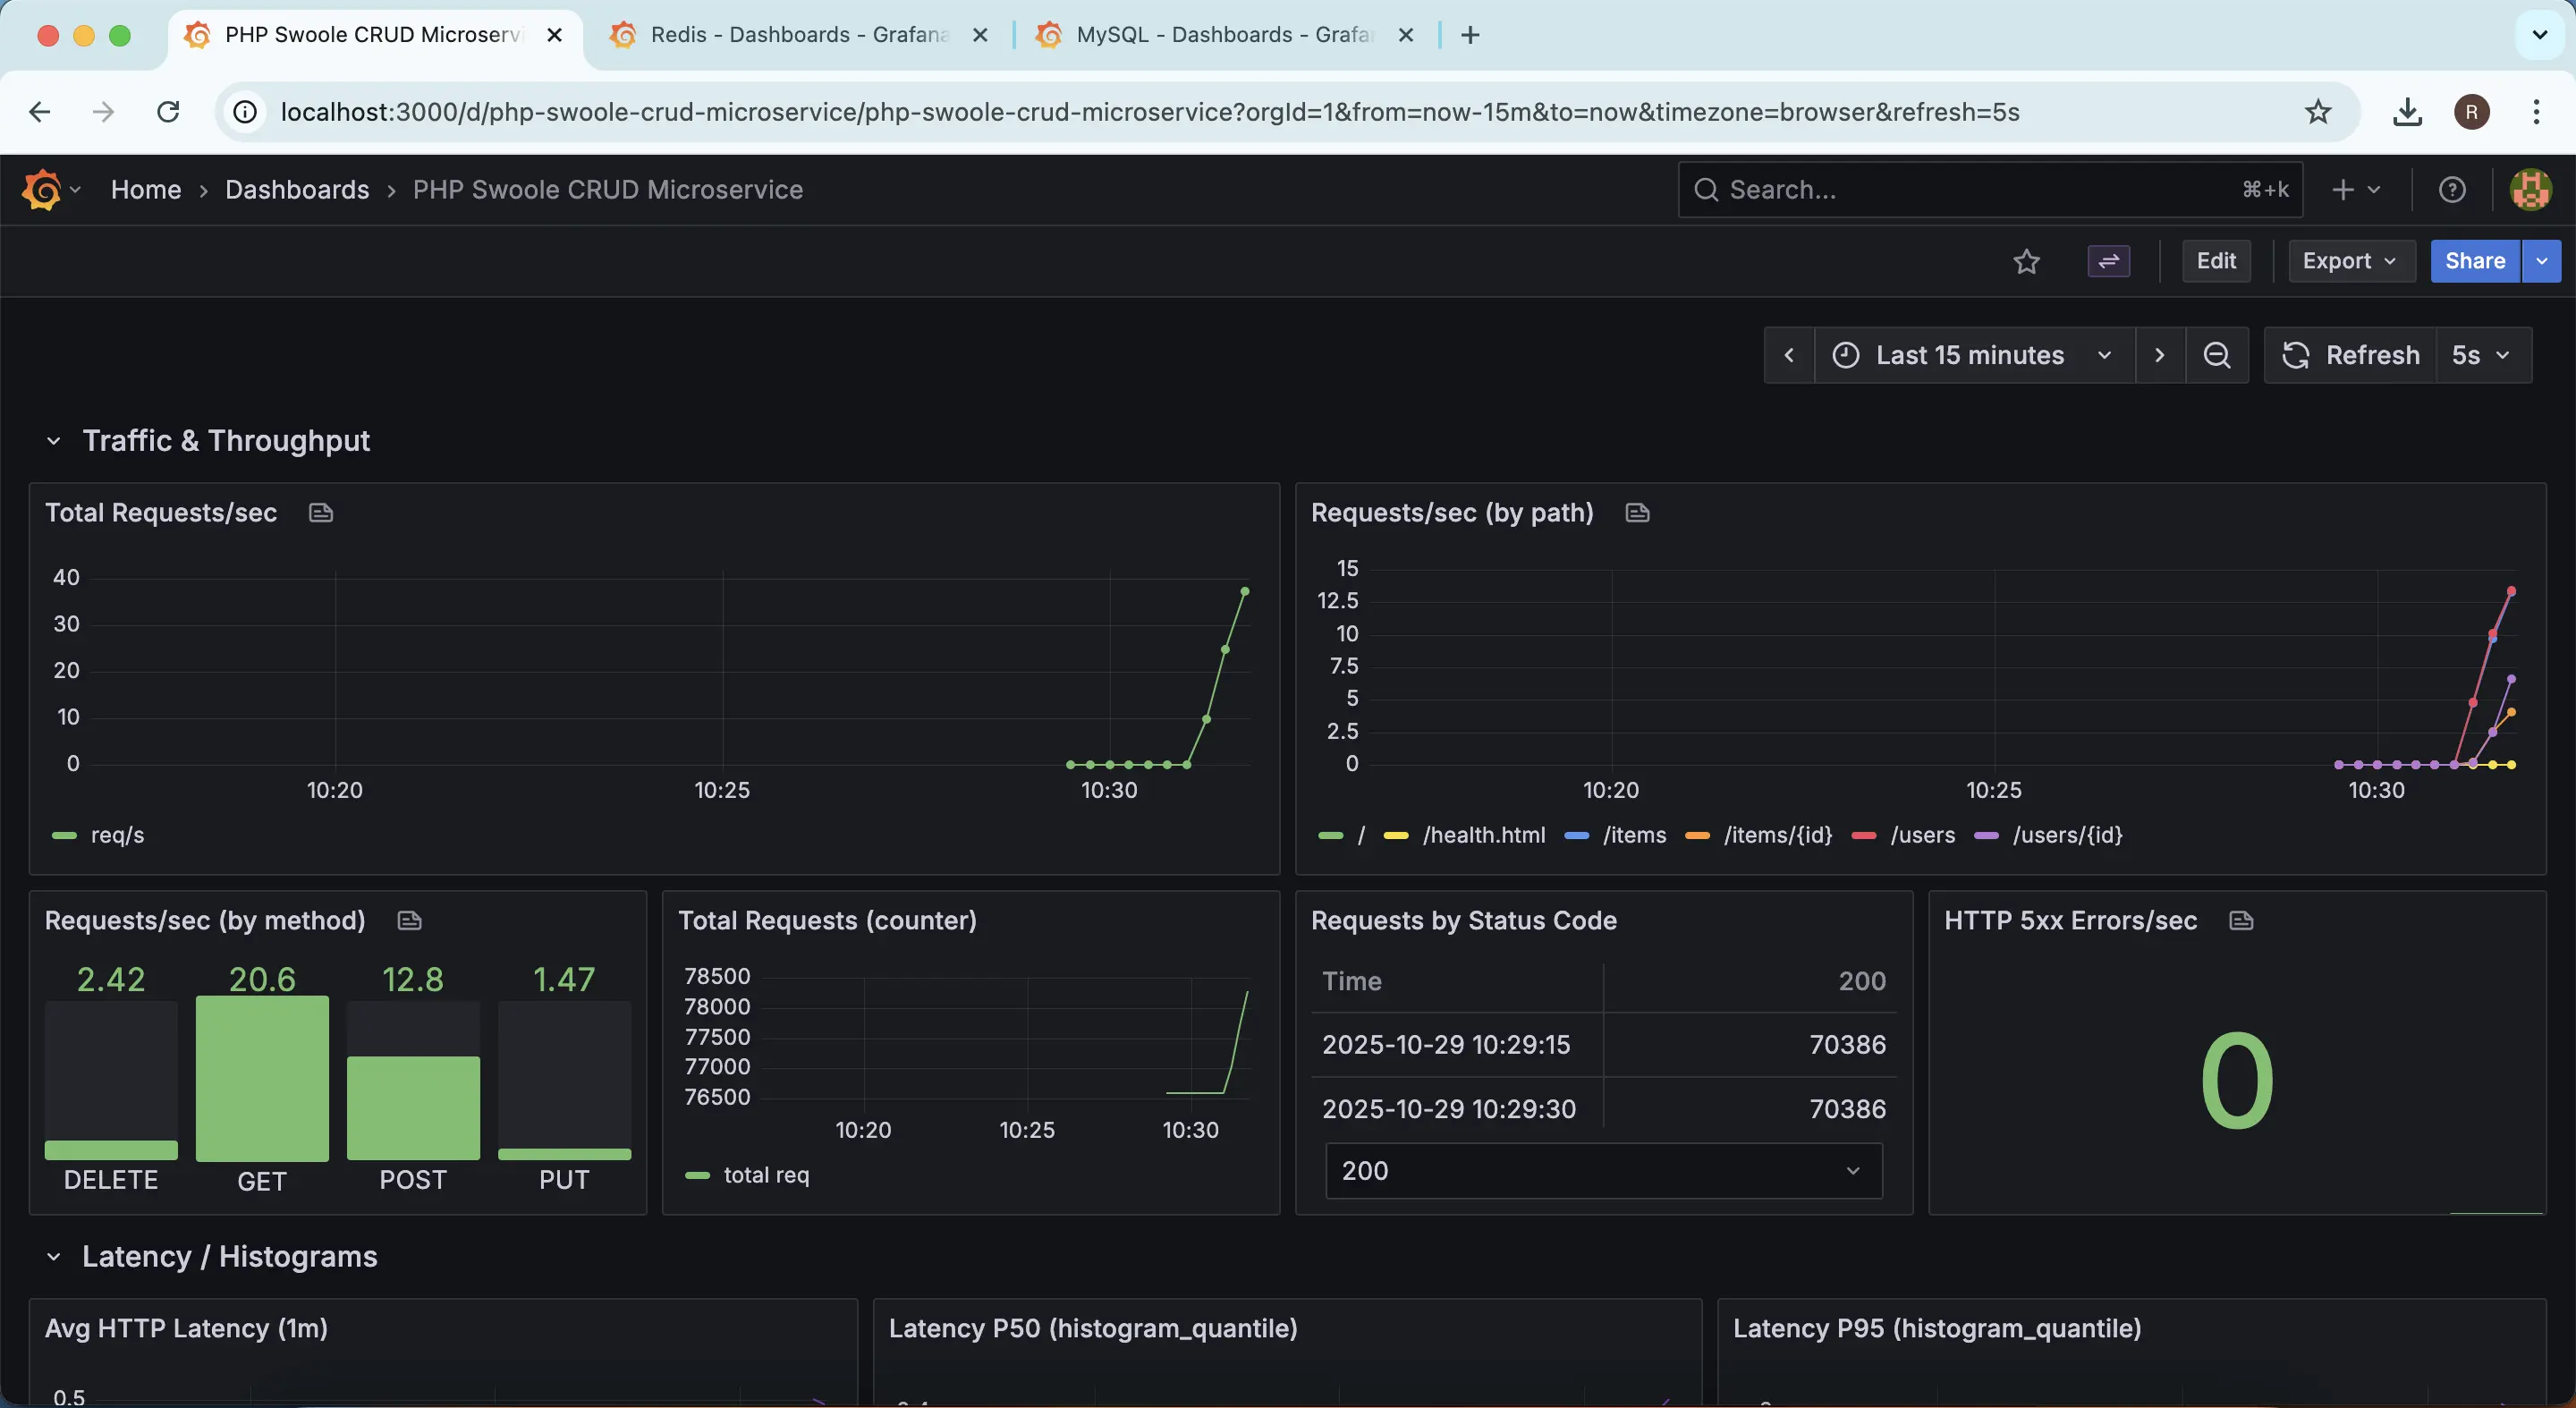 PHP Swoole CRUD Microservi
Redis - Dashboards - Grafana
MySQL - Dashboards - Grafa
localhost:3000/d/php-swoole-crud-microservice/php-swoole-crud-microservice?orgId=1&from=now-15m&to=now&timezone=browser&refresh=5s
R
Home › Dashboards › PHP Swoole CRUD Microservice
Search...
⌘+k
Edit
Export
Share
Last 15 minutes
Refresh
5s
Traffic & Throughput
Total Requests/sec
40
30
20
10
0
10:20
10:25
10:30
req/s
Requests/sec (by path)
15
12.5
10
7.5
5
2.5
0
10:20
10:25
10:30
/
/health.html
/items
/items/{id}
/users
/users/{id}
Requests/sec (by method)
2.42
20.6
12.8
1.47
DELETE
GET
POST
PUT
Total Requests (counter)
78500
78000
77500
77000
76500
10:20
10:25
10:30
total req
Requests by Status Code
Time 200
2025-10-29 10:29:15 70386
2025-10-29 10:29:30 70386
200
HTTP 5xx Errors/sec
0
Latency / Histograms
Avg HTTP Latency (1m)
0.5
Latency P50 (histogram_quantile)
Latency P95 (histogram_quantile)